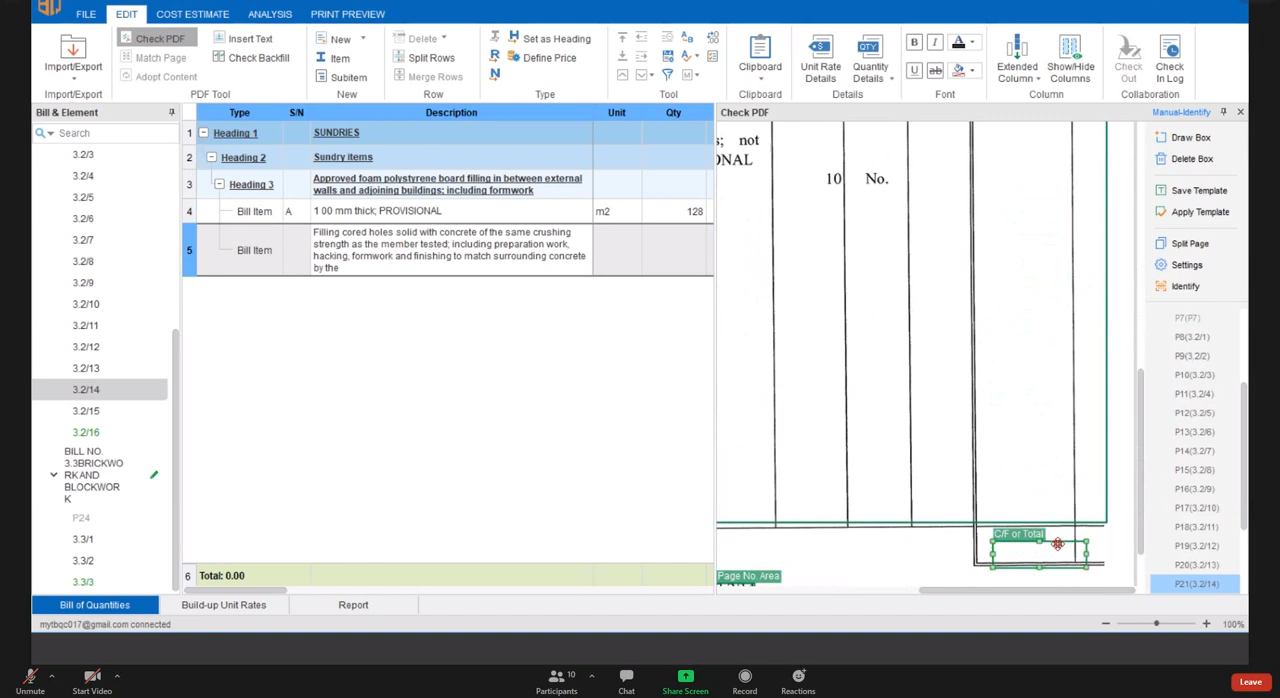 FILE EDIT COST ESTIMATE ANALYSIS PRINT PREVIEW
Import/Export
Import/Export
Check PDF
Match Page
Adopt Content
Insert Text
Check Backfill
PDF Tool
New
Item
Subitem
New
Delete
Split Rows
Merge Rows
Row
Set as Heading
Define Price
Type
Tool
Clipboard
Clipboard
Unit Rate
Details
Quantity
Details
Details
B I A
U ab
Font
Extended
Column
Show/Hide
Columns
Column
Check
Out
Check
In Log
Collaboration
Bill & Element
Search
3.2/3
3.2/4
3.2/5
3.2/6
3.2/7
3.2/8
3.2/9
3.2/10
3.2/11
3.2/12
3.2/13
3.2/14
3.2/15
3.2/16
BILL NO.
3.3BRICKWO
RKAND
BLOCKWOR
K
P24
3.3/1
3.3/2
3.3/3
Type S/N Description Unit Qty
1 Heading 1 SUNDRIES
2 Heading 2 Sundry items
3 Heading 3 Approved foam polystyrene board filling in between external
walls and adjoining buildings; including formwork
4 Bill Item A 1 00 mm thick; PROVISIONAL m2 128
5 Bill Item Filling cored holes solid with concrete of the same crushing
strength as the member tested; including preparation work,
hacking, formwork and finishing to match surrounding concrete
by the
6 Total: 0.00
Check PDF
s; not
ONAL
10 No.
C/F or Total
Page No. Area
Manual-Identify
Draw Box
Delete Box
Save Template
Apply Template
Split Page
Settings
Identify
P7(P7)
P8(3.2/1)
P9(3.2/2)
P10(3.2/3)
P11(3.2/4)
P12(3.2/5)
P13(3.2/6)
P14(3.2/7)
P15(3.2/8)
P16(3.2/9)
P17(3.2/10)
P18(3.2/11)
P19(3.2/12)
P20(3.2/13)
P21(3.2/14)
Bill of Quantities Build-up Unit Rates Report
mytbqc017@gmail.com connected
100%
Unmute
Start Video
Participants 10
Chat
Share Screen
Record
Reactions
Leave